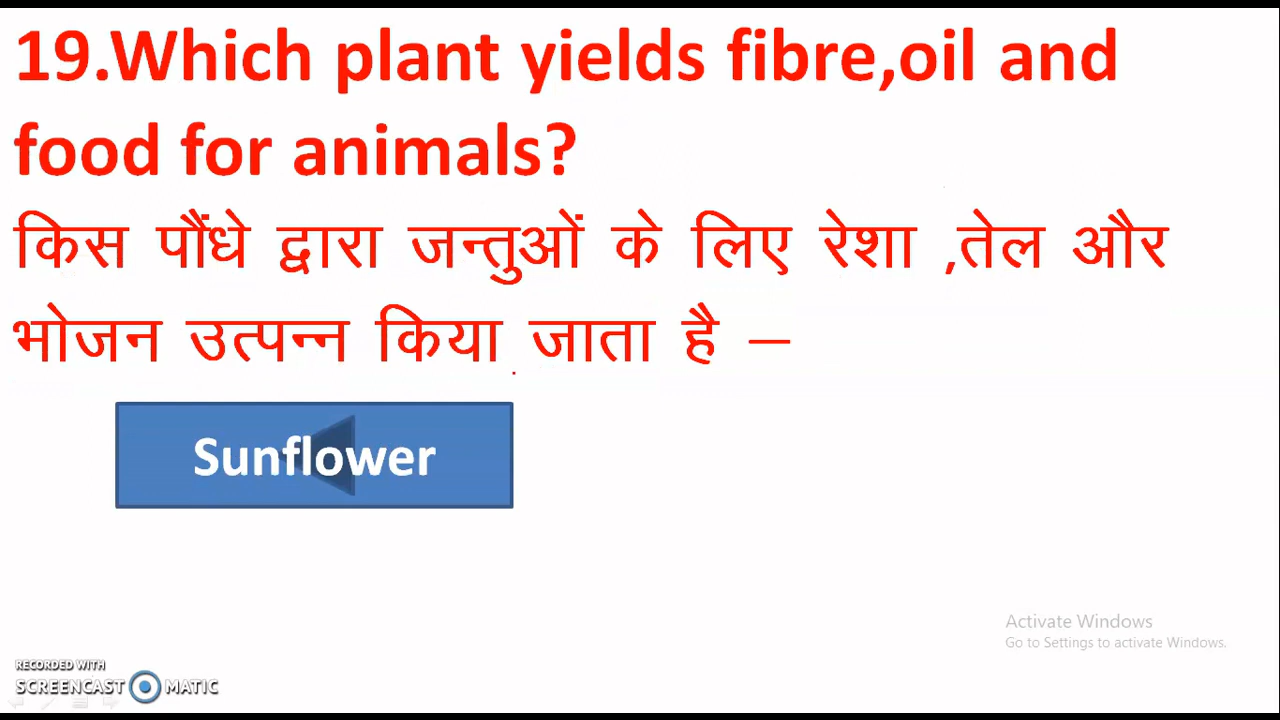 19.Which plant yields fibre,oil and
food for animals?
किस पौंधे द्वारा जन्तुओं के लिए रेशा ,तेल और
भोजन उत्पन्न किया जाता है –
Sunflower
Activate Windows
Go to Settings to activate Windows.
RECORDED WITH
SCREENCAST MATIC